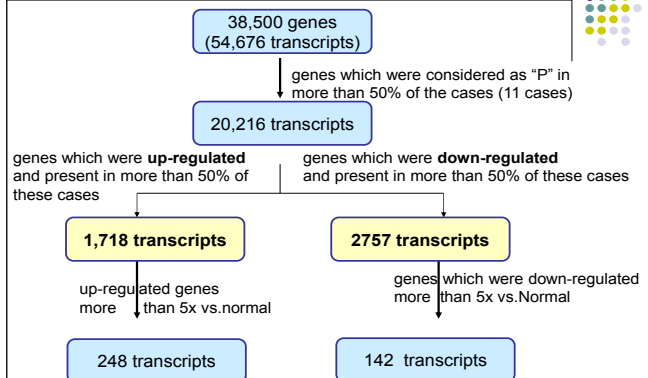 38,500 genes
(54,676 transcripts)
genes which were considered as “P” in
more than 50% of the cases (11 cases)
20,216 transcripts
genes which were up-regulated
and present in more than 50% of
these cases
genes which were down-regulated
and present in more than 50% of these cases
1,718 transcripts
2757 transcripts
up-regulated genes
more than 5x vs.normal
genes which were down-regulated
more than 5x vs.Normal
248 transcripts
142 transcripts